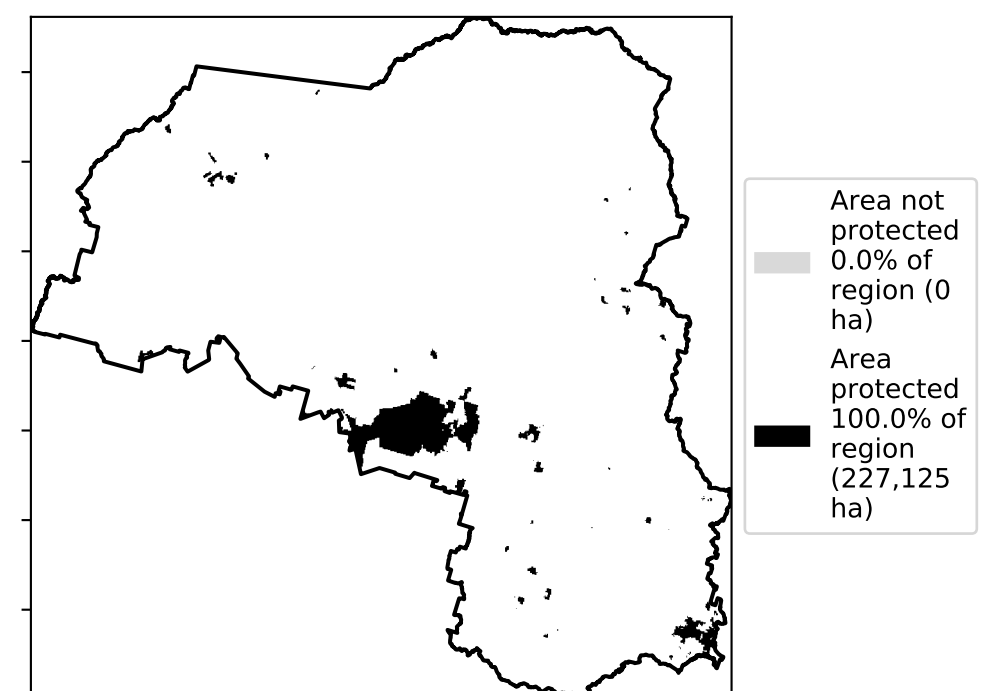 Area not
protected
0.0% of
region (0
ha)
Area
protected
100.0% of
region
(227,125
ha)